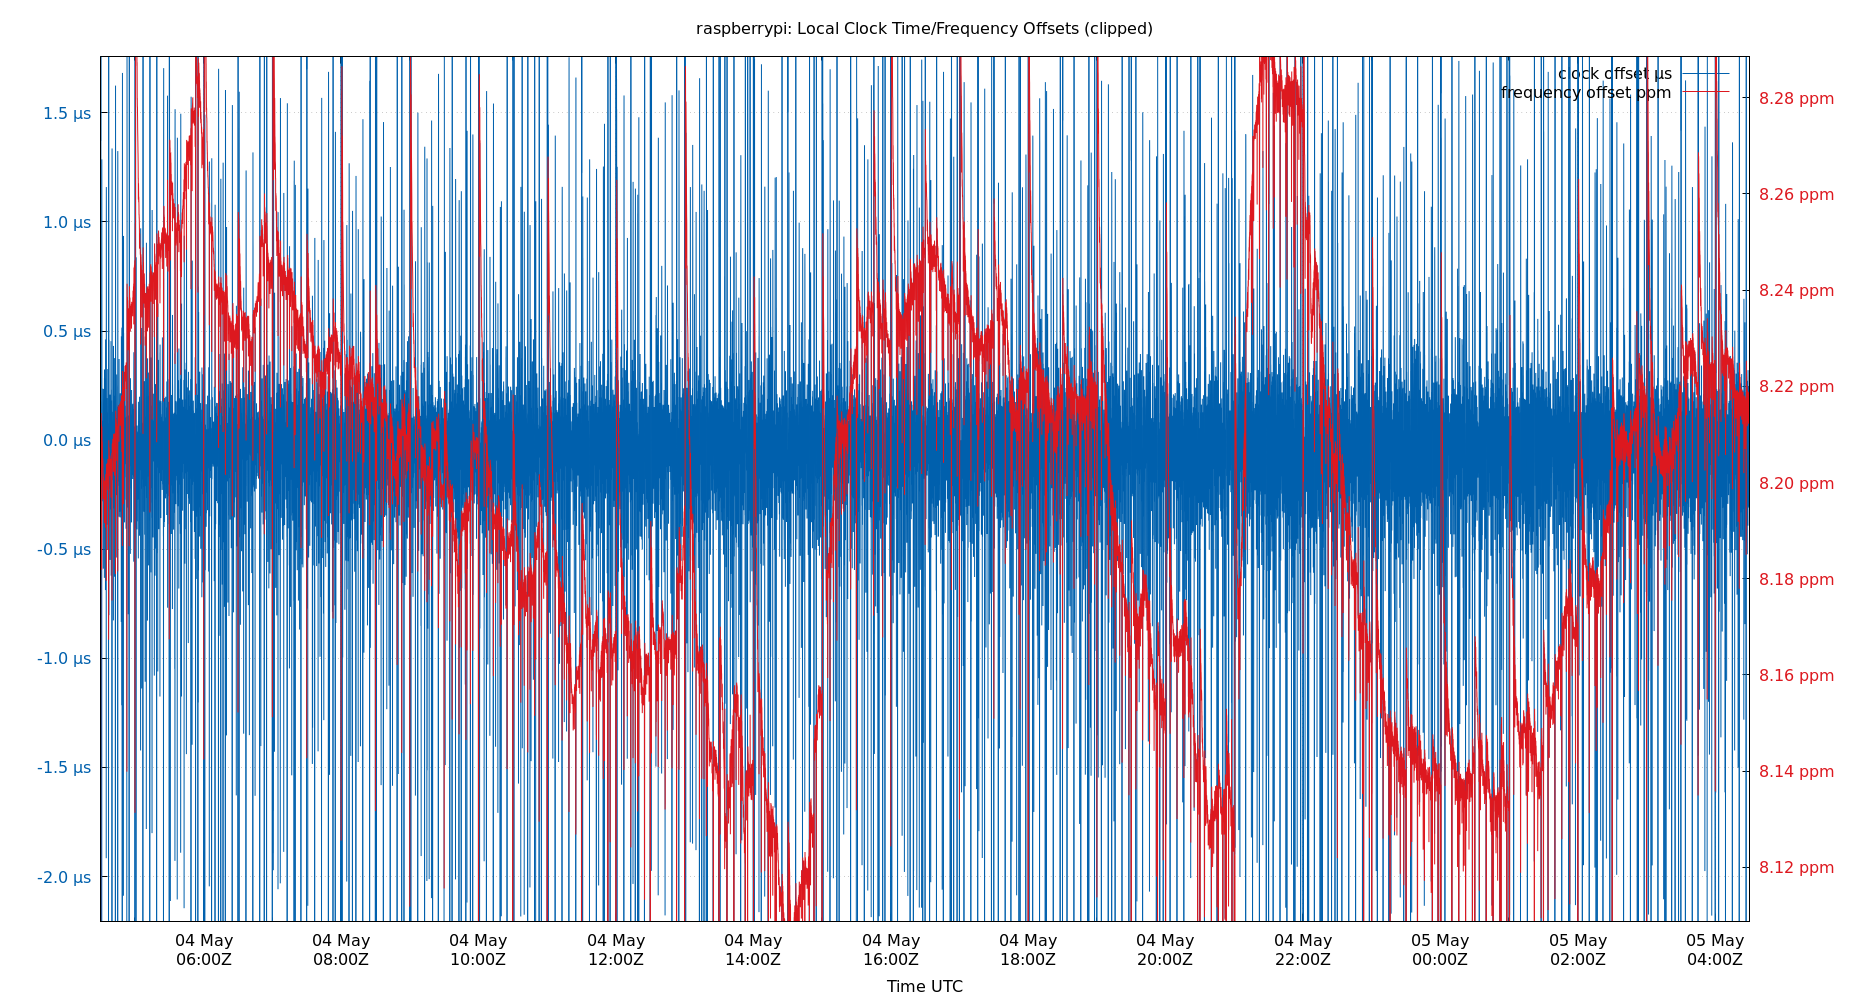 raspberrypi: Local Clock Time/Frequency Offsets (clipped)
clock offset µs
frequency offset ppm
1.5 µs
1.0 µs
0.5 µs
0.0 µs
-0.5 µs
-1.0 µs
-1.5 µs
-2.0 µs
8.28 ppm
8.26 ppm
8.24 ppm
8.22 ppm
8.20 ppm
8.18 ppm
8.16 ppm
8.14 ppm
8.12 ppm
04 May 04 May 04 May 04 May 04 May 04 May 04 May 04 May 04 May 05 May 05 May 05 May
06:00Z 08:00Z 10:00Z 12:00Z 14:00Z 16:00Z 18:00Z 20:00Z 22:00Z 00:00Z 02:00Z 04:00Z
Time UTC